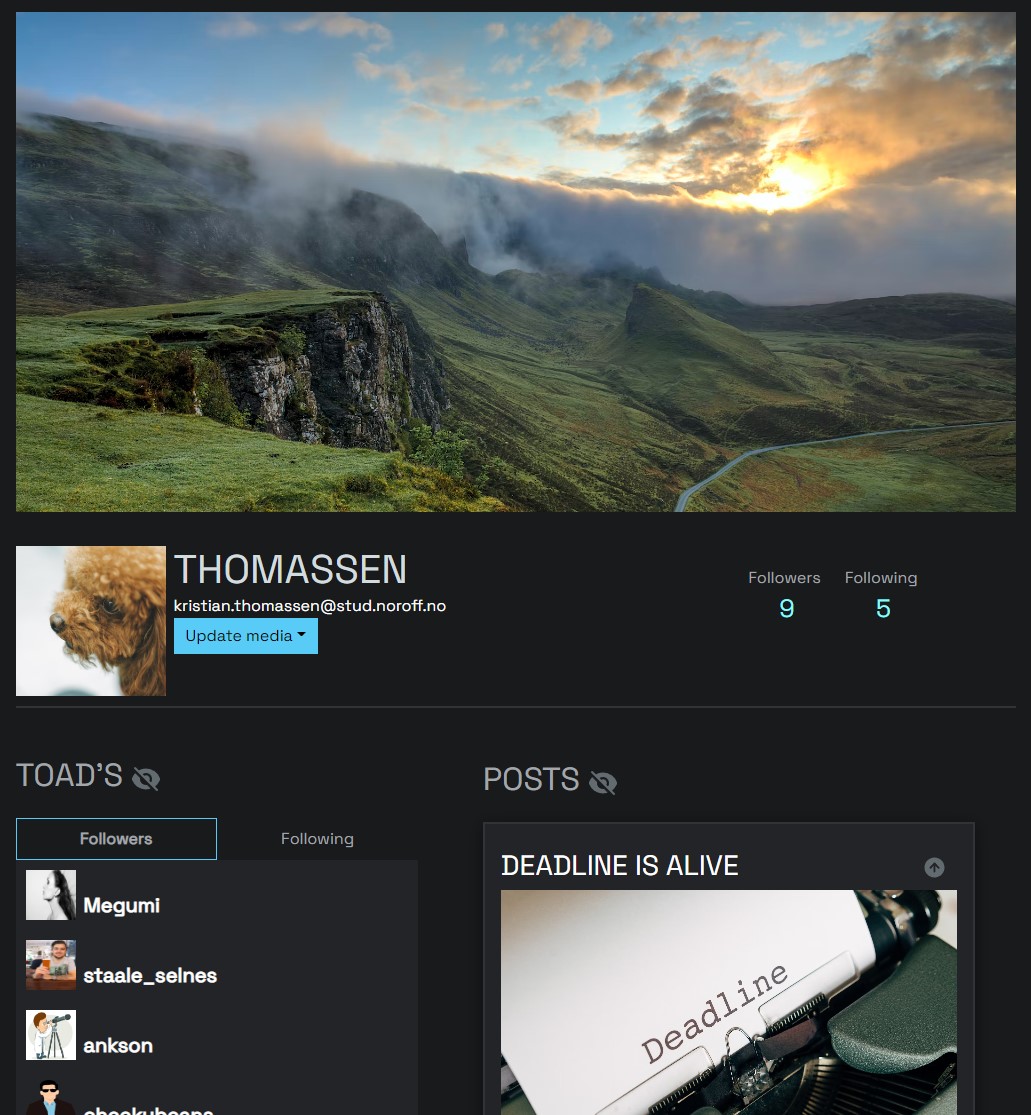 THOMASSEN
kristian.thomassen@stud.noroff.no
Update media
Followers Following
9 5
TOAD'S
Followers Following
Megumi
staale_selnes
ankson
POSTS
DEADLINE IS ALIVE
Deadline